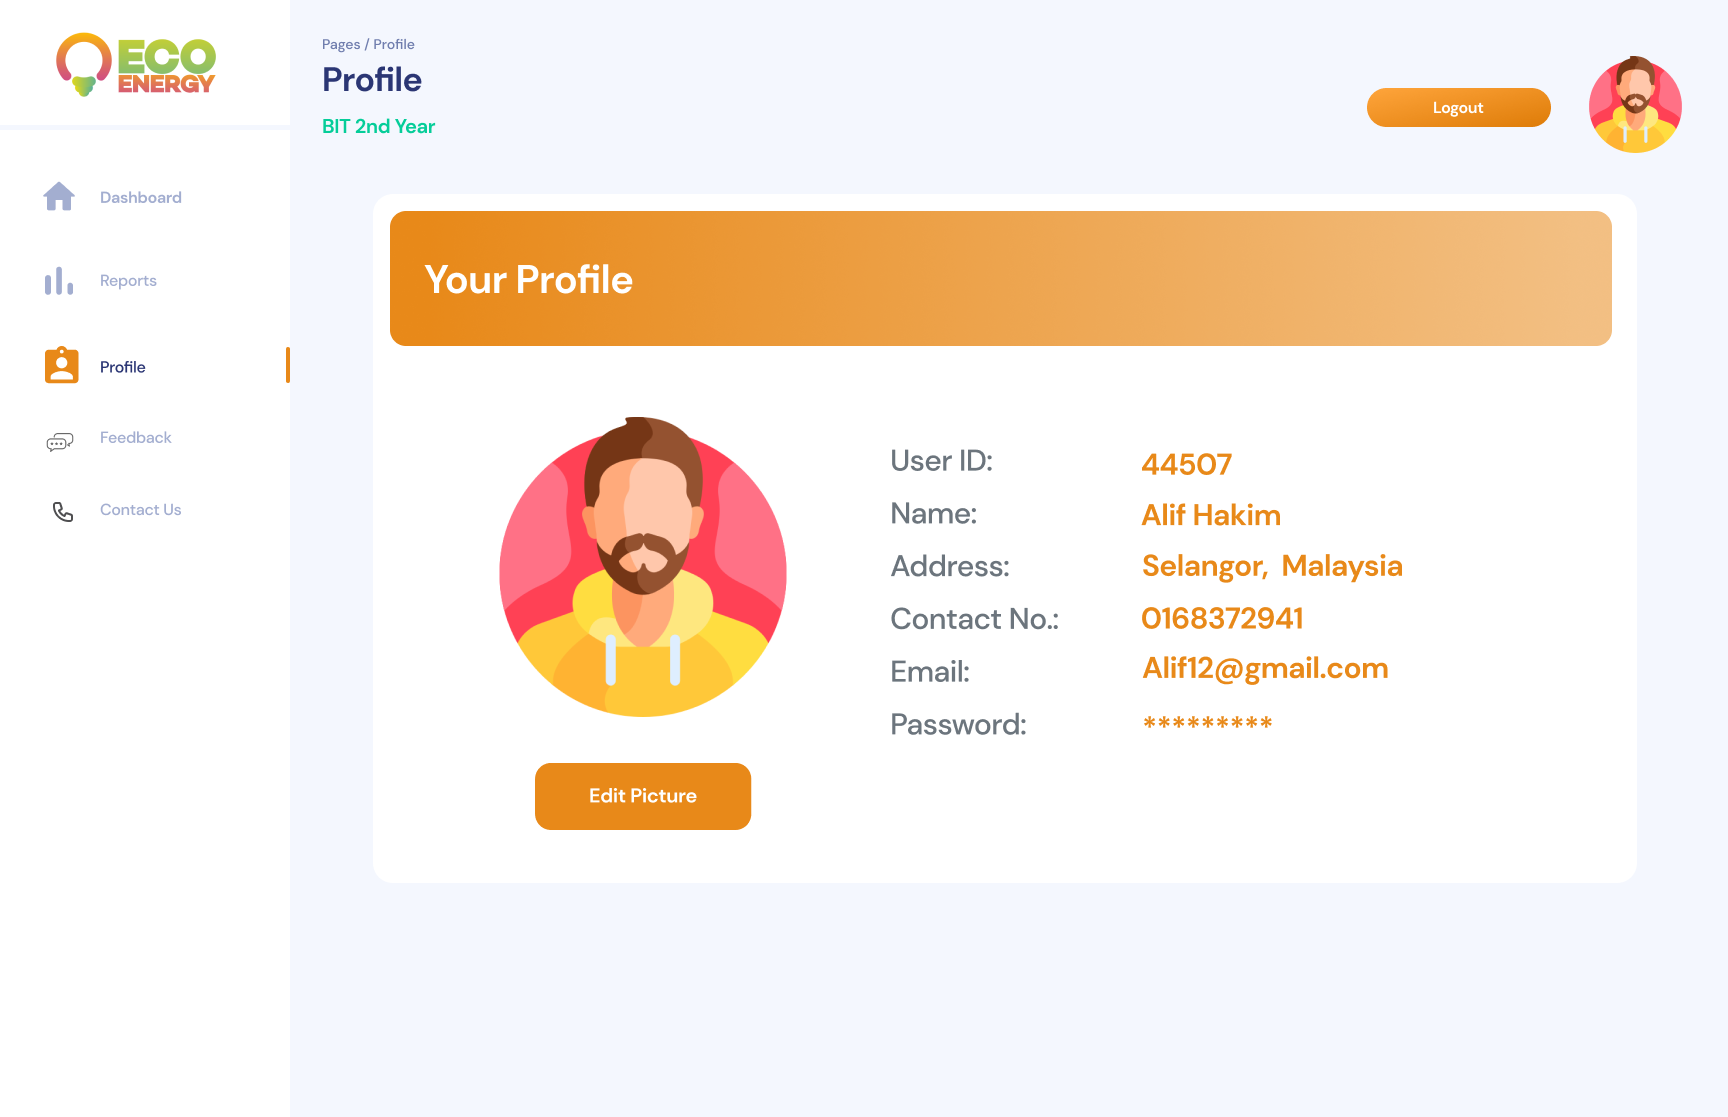 ECO
ENERGY
Dashboard
Reports
Profile
Feedback
Contact Us
Pages / Profile
Profile
BIT 2nd Year
Logout
Your Profile
User ID: 44507
Name: Alif Hakim
Address: Selangor, Malaysia
Contact No.: 0168372941
Email: Alif12@gmail.com
Password: *********
Edit Picture